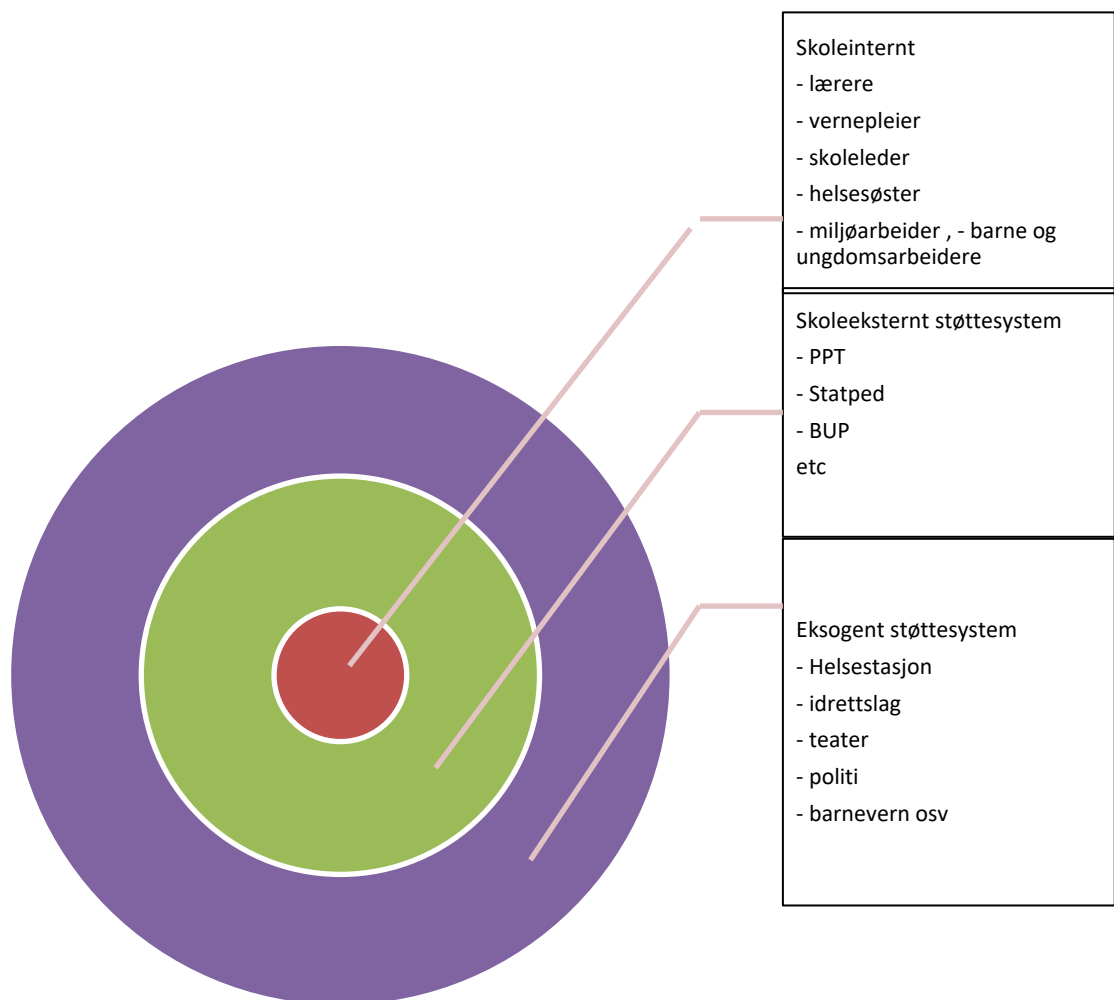 Skoleinternt
- lærere
- vernepleier
- skoleleder
- helsesøster
- miljøarbeider , - barne og
ungdomsarbeidere
Skoleeksternt støttesystem
- PPT
- Statped
- BUP
etc
Eksogent støttesystem
- Helsestasjon
- idrettslag
- teater
- politi
- barnevern osv